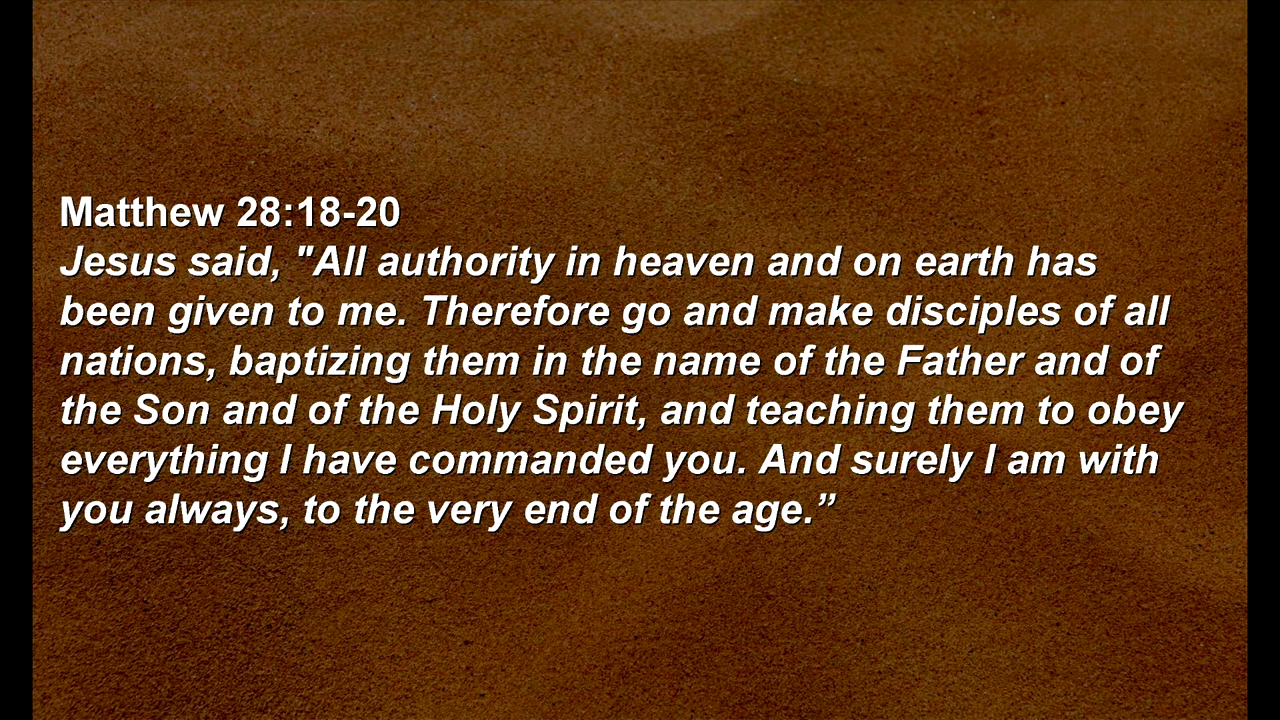 Matthew 28:18-20
Jesus said, "All authority in heaven and on earth has
been given to me. Therefore go and make disciples of all
nations, baptizing them in the name of the Father and of
the Son and of the Holy Spirit, and teaching them to obey
everything I have commanded you. And surely I am with
you always, to the very end of the age.”